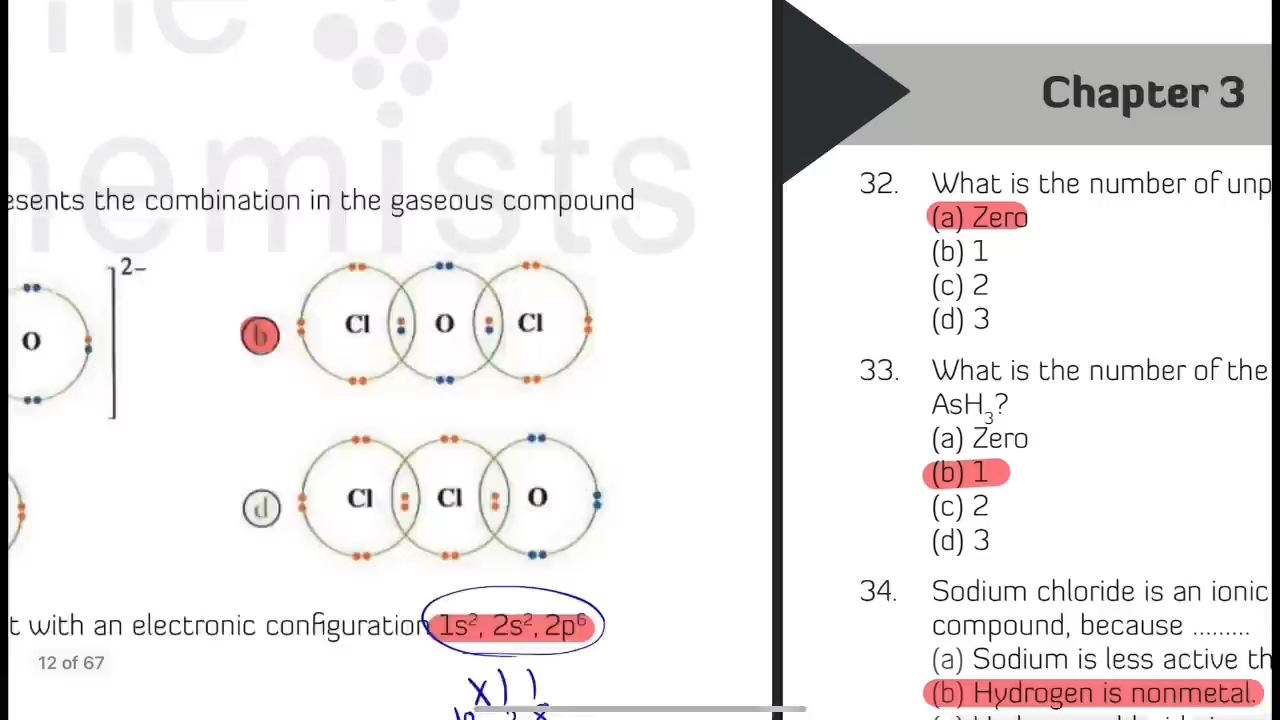 he
hemists
esents the combination in the gaseous compound
O
2–
b
Cl O Cl
d
Cl Cl O
t with an electronic configuration 1s², 2s², 2p⁶
12 of 67
X
Chapter 3
32. What is the number of unp
(a) Zero
(b) 1
(c) 2
(d) 3
33. What is the number of the
AsH₃?
(a) Zero
(b) 1
(c) 2
(d) 3
34. Sodium chloride is an ionic
compound, because .........
(a) Sodium is less active th
(b) Hydrogen is nonmetal.